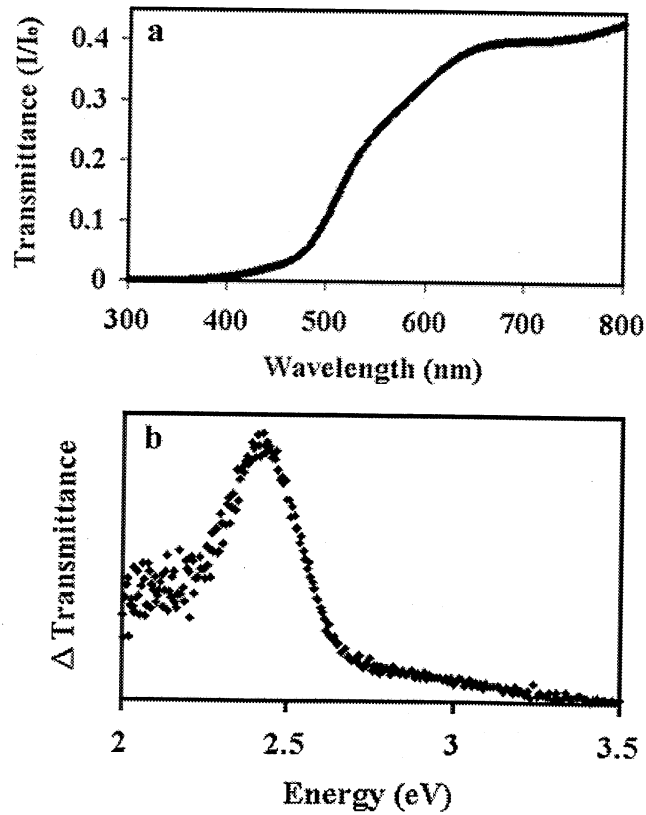 a
Transmittance (I/I₀)
0.4
0.3
0.2
0.1
0
300 400 500 600 700 800
Wavelength (nm)
b
Δ Transmittance
2 2.5 3 3.5
Energy (eV)